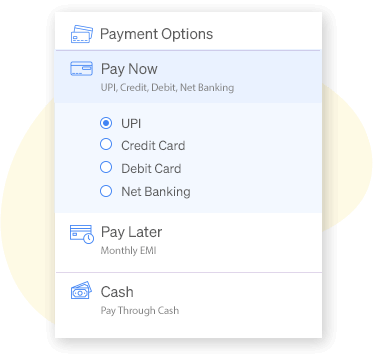 Payment Options
Pay Now
UPI, Credit, Debit, Net Banking
UPI
Credit Card
Debit Card
Net Banking
Pay Later
Monthly EMI
Cash
Pay Through Cash